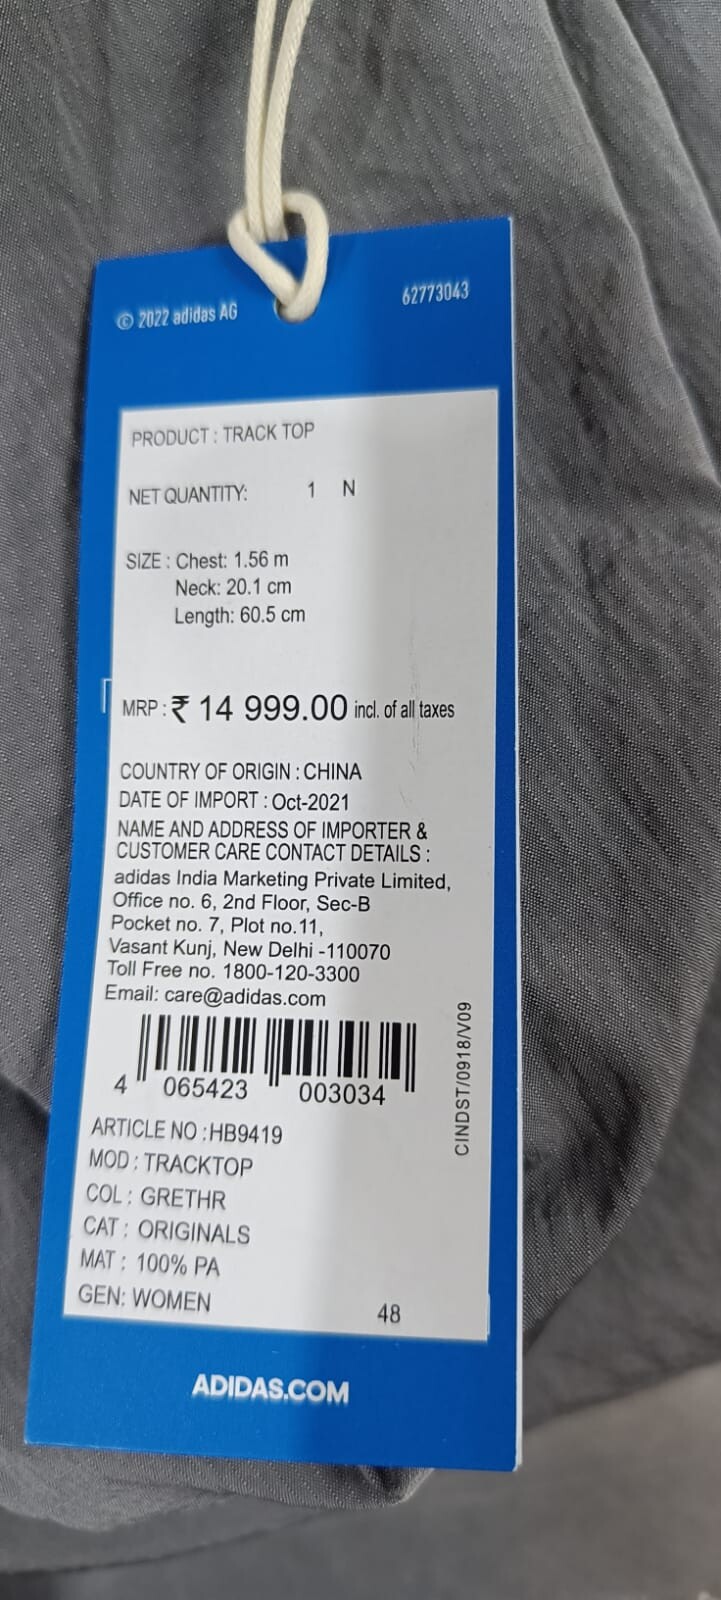 © 2022 adidas AG
62773043
PRODUCT : TRACK TOP
NET QUANTITY: 1 N
SIZE : Chest: 1.56 m
Neck: 20.1 cm
Length: 60.5 cm
MRP : ₹ 14 999.00 incl. of all taxes
COUNTRY OF ORIGIN : CHINA
DATE OF IMPORT : Oct-2021
NAME AND ADDRESS OF IMPORTER &
CUSTOMER CARE CONTACT DETAILS :
adidas India Marketing Private Limited,
Office no. 6, 2nd Floor, Sec-B
Pocket no. 7, Plot no.11,
Vasant Kunj, New Delhi -110070
Toll Free no. 1800-120-3300
Email: care@adidas.com
4 065423 003034
CINDST/0918/V09
ARTICLE NO :HB9419
MOD : TRACKTOP
COL : GRETHR
CAT : ORIGINALS
MAT : 100% PA
GEN: WOMEN 48
ADIDAS.COM